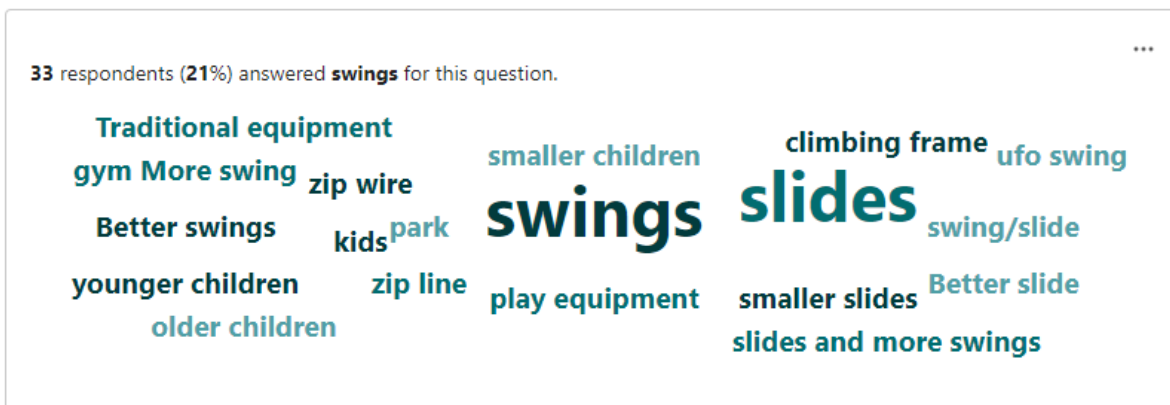 ...
33 respondents (21%) answered swings for this question.
Traditional equipment
gym More swing
zip wire
Better swings
kids
park
younger children
zip line
older children
smaller children
swings
play equipment
climbing frame
ufo swing
slides
swing/slide
smaller slides
Better slide
slides and more swings